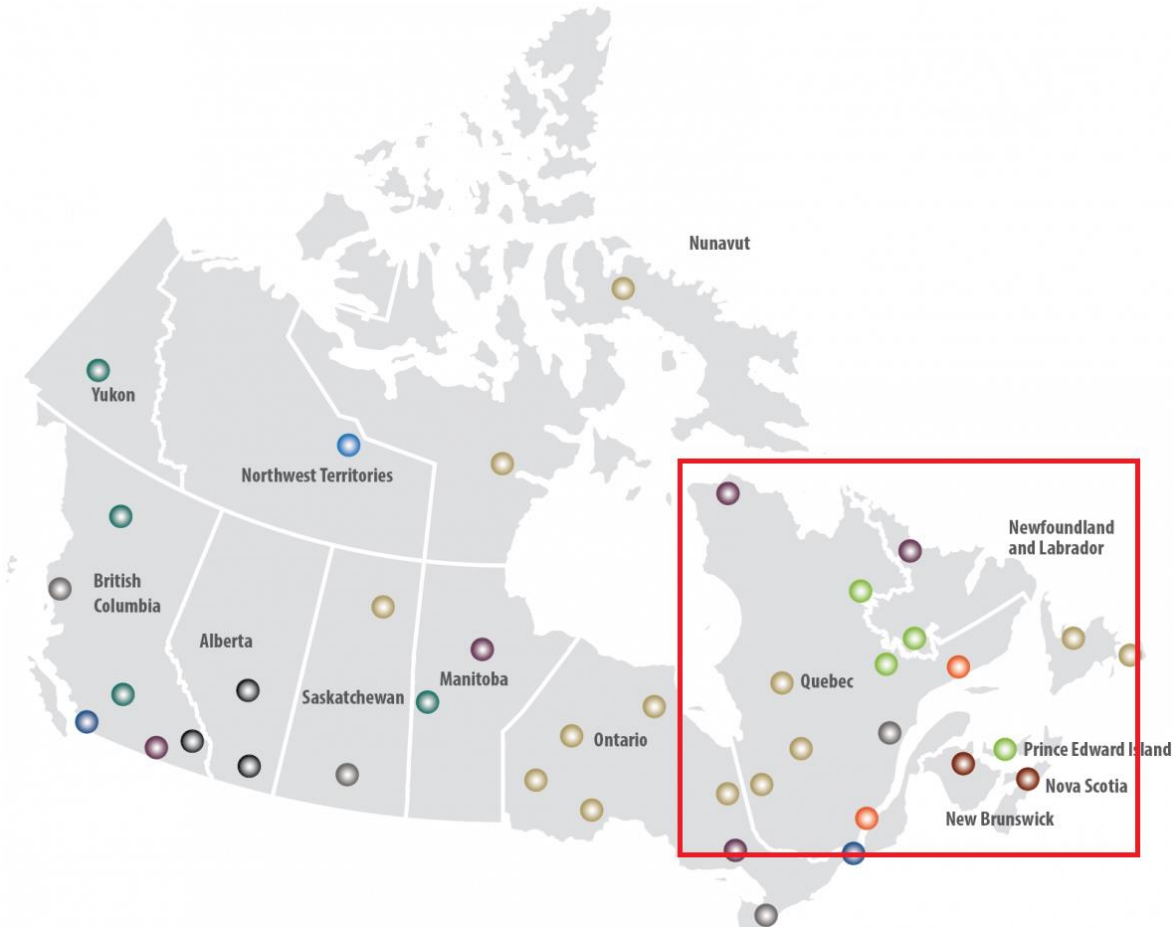 Nunavut
Yukon
Northwest Territories
Newfoundland
and Labrador
British
Columbia
Alberta
Saskatchewan
Manitoba
Quebec
Ontario
Prince Edward Island
Nova Scotia
New Brunswick